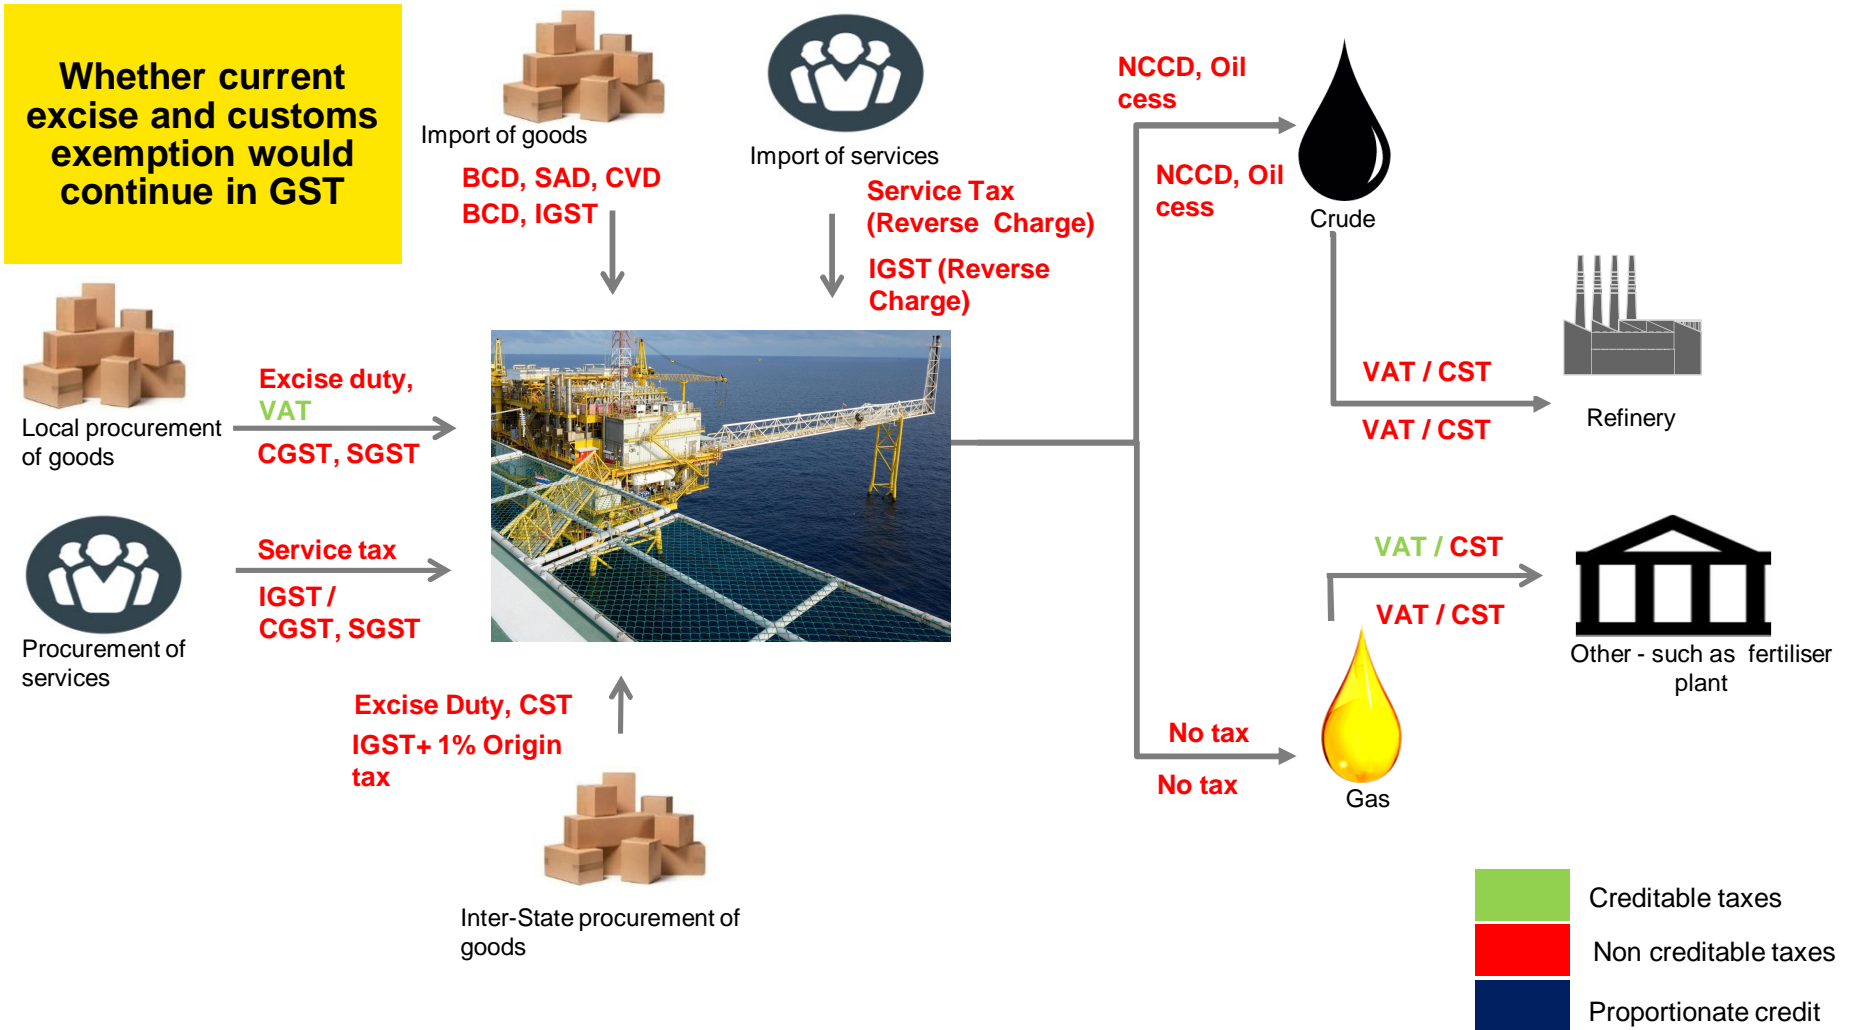 Whether current
excise and customs
exemption would
continue in GST
Import of goods
BCD, SAD, CVD
BCD, IGST
Import of services
Service Tax
(Reverse Charge)
IGST (Reverse
Charge)
NCCD, Oil
cess
NCCD, Oil
cess
Crude
VAT / CST
VAT / CST
Refinery
Local procurement
of goods
Excise duty,
VAT
CGST, SGST
Procurement of
services
Service tax
IGST /
CGST, SGST
Excise Duty, CST
IGST+ 1% Origin
tax
Inter-State procurement of
goods
VAT / CST
VAT / CST
Other - such as fertiliser
plant
No tax
No tax
Gas
Creditable taxes
Non creditable taxes
Proportionate credit